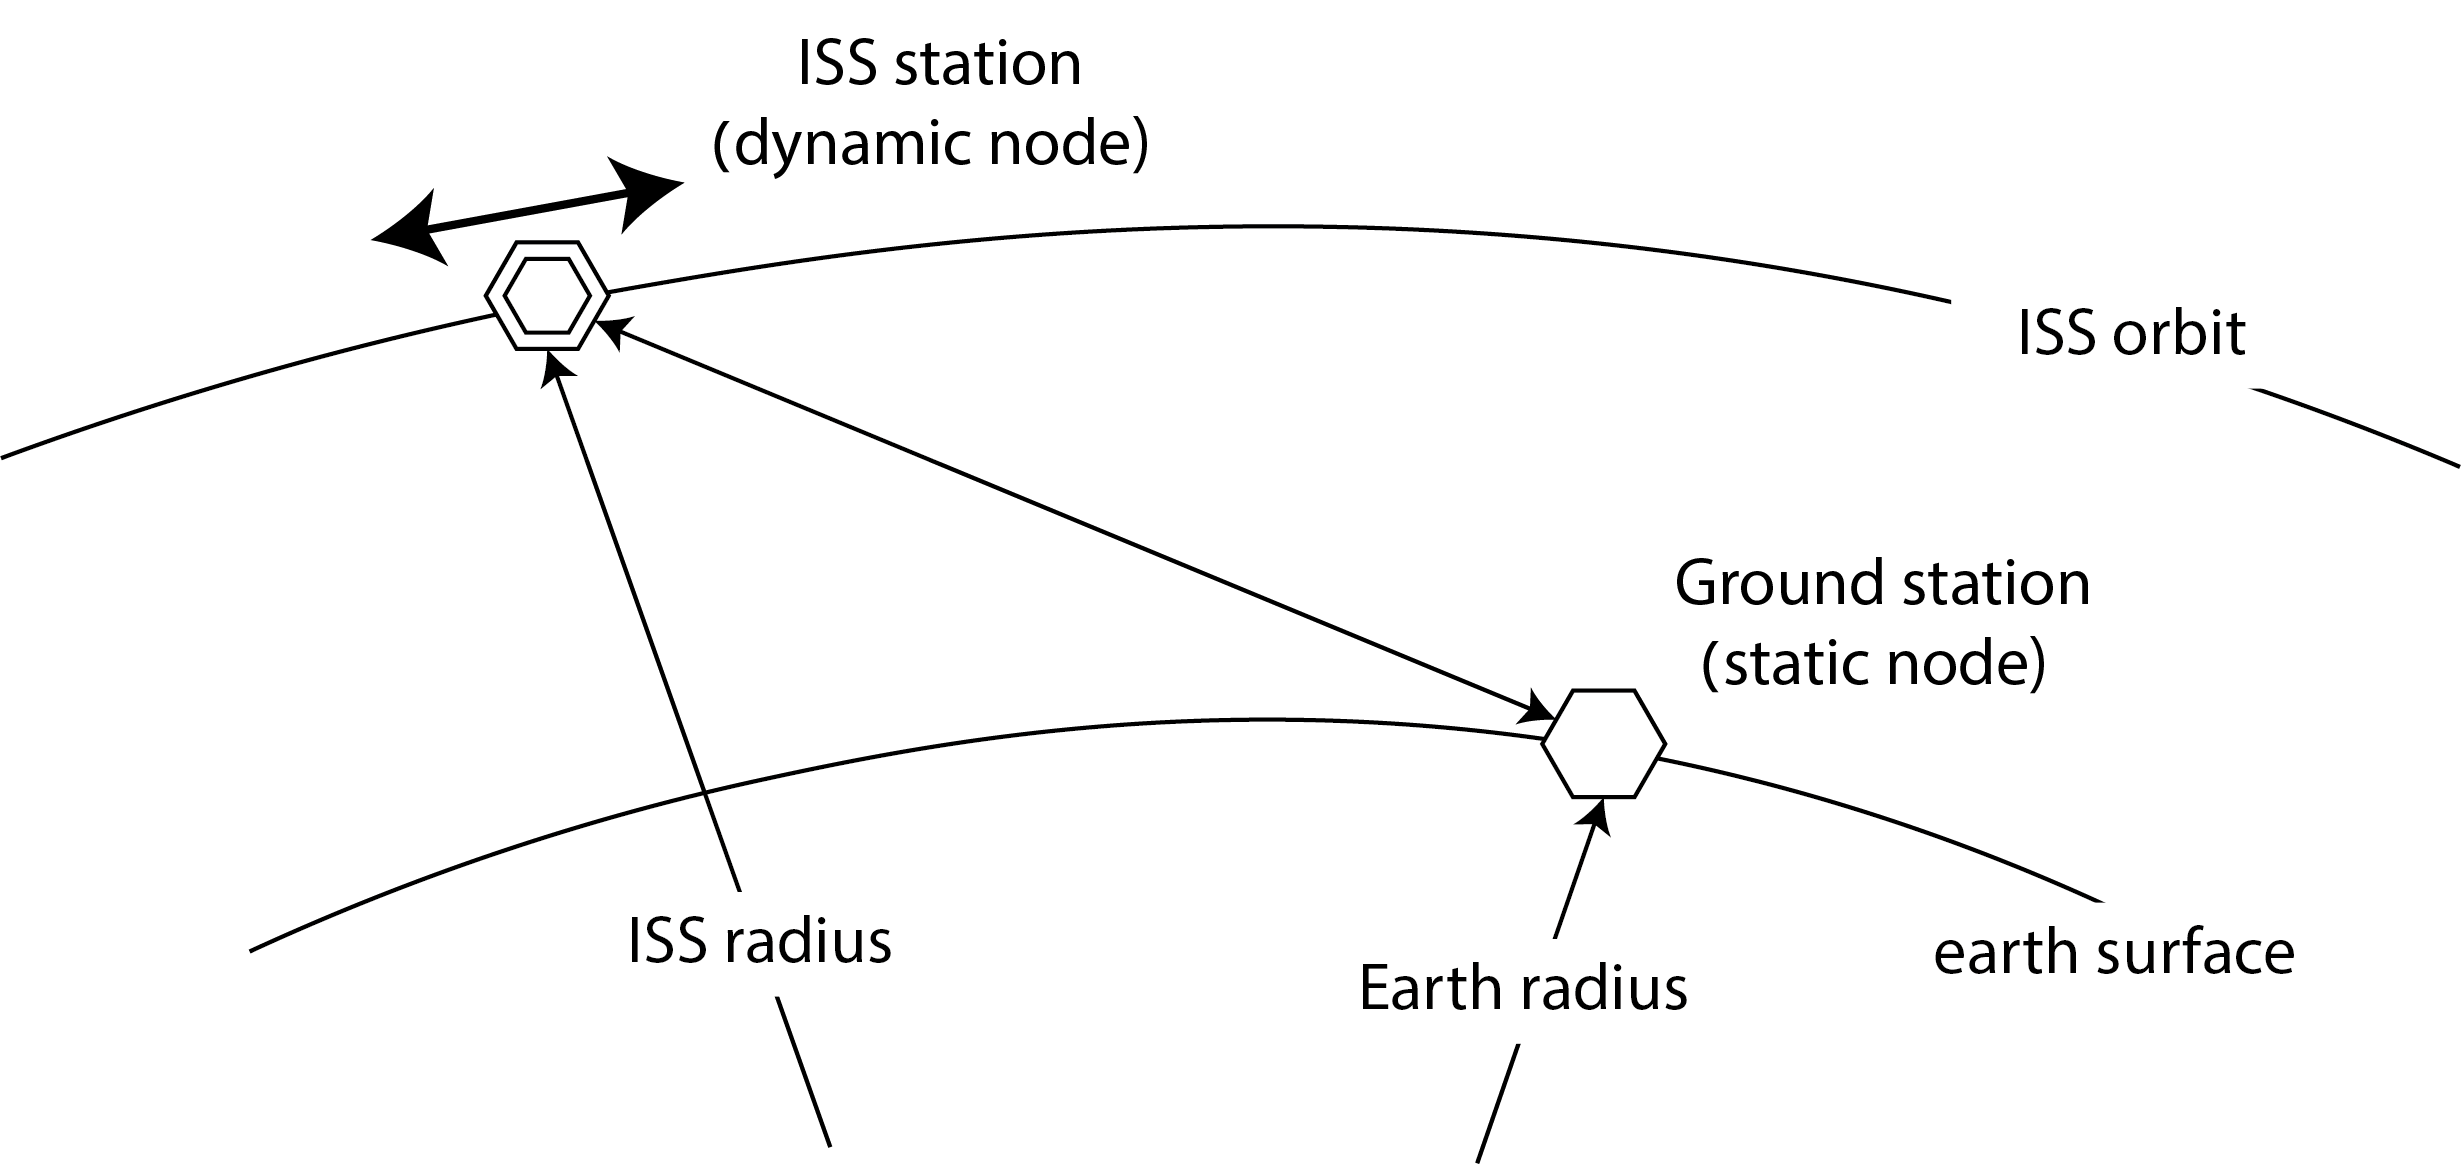 ISS station
(dynamic node)
ISS orbit
Ground station
(static node)
ISS radius
earth surface
Earth radius